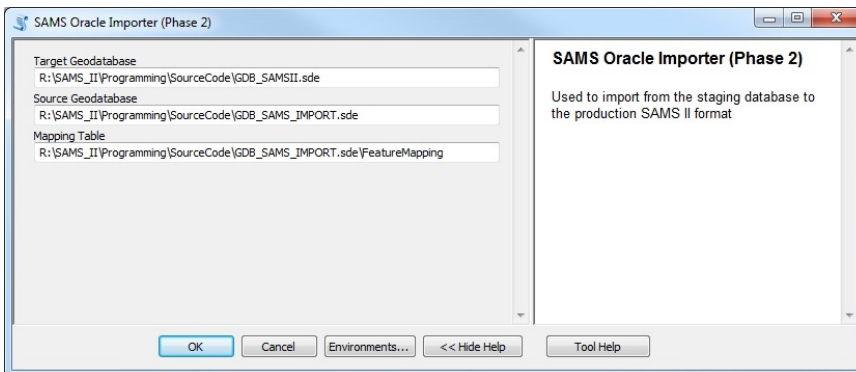 SAMS Oracle Importer (Phase 2)
Target Geodatabase
R:\SAMS_II\Programming\SourceCode\GDB_SAMSII.sde
Source Geodatabase
R:\SAMS_II\Programming\SourceCode\GDB_SAMS_IMPORT.sde
Mapping Table
R:\SAMS_II\Programming\SourceCode\GDB_SAMS_IMPORT.sde\FeatureMapping
SAMS Oracle Importer (Phase 2)
Used to import from the staging database to
the production SAMS II format
OK
Cancel
Environments...
<< Hide Help
Tool Help